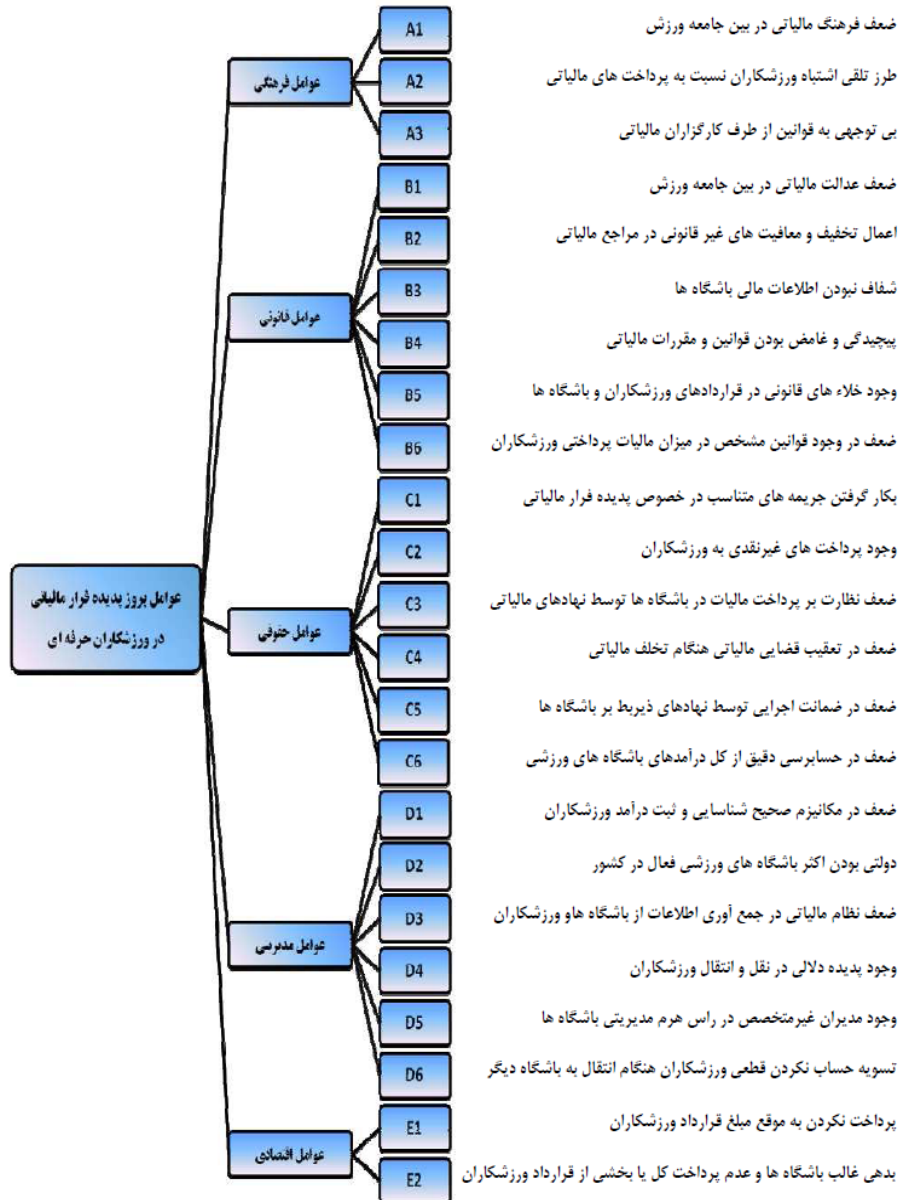 عوامل بروز پدیده فرار مالیاتی
در ورزشکاران حرفه ای
عوامل فرهنگی
A1 ضعف فرهنگ مالیاتی در بین جامعه ورزش
A2 طرز تلقی اشتباه ورزشکاران نسبت به پرداخت های مالیاتی
A3 بی توجهی به قوانین از طرف کارگزاران مالیاتی
عوامل قانونی
B1 ضعف عدالت مالیاتی در بین جامعه ورزش
B2 اعمال تخفیف و معافیت های غیر قانونی در مراجع مالیاتی
B3 شفاف نبودن اطلاعات مالی باشگاه ها
B4 پیچیدگی و غامض بودن قوانین و مقررات مالیاتی
B5 وجود خلاء های قانونی در قراردادهای ورزشکاران و باشگاه ها
B6 ضعف در وجود قوانین مشخص در میزان مالیات پرداختی ورزشکاران
عوامل حقوقی
C1 بکار گرفتن جریمه های متناسب در خصوص پدیده فرار مالیاتی
C2 وجود پرداخت های غیرنقدی به ورزشکاران
C3 ضعف نظارت بر پرداخت مالیات در باشگاه ها توسط نهادهای مالیاتی
C4 ضعف در تعقیب قضایی مالیاتی هنگام تخلف مالیاتی
C5 ضعف در ضمانت اجرایی توسط نهادهای ذیربط بر باشگاه ها
C6 ضعف در حسابرسی دقیق از کل درآمدهای باشگاه های ورزشی
عوامل مدیریتی
D1 ضعف در مکانیزم صحیح شناسایی و ثبت درآمد ورزشکاران
D2 دولتی بودن اکثر باشگاه های ورزشی فعال در کشور
D3 ضعف نظام مالیاتی در جمع آوری اطلاعات از باشگاه هاو ورزشکاران
D4 وجود پدیده دلالی در نقل و انتقال ورزشکاران
D5 وجود مدیران غیرمتخصص در راس هرم مدیریتی باشگاه ها
D6 تسویه حساب نکردن قطعی ورزشکاران هنگام انتقال به باشگاه دیگر
عوامل اقتصادی
E1 پرداخت نکردن به موقع مبلغ قرارداد ورزشکاران
E2 بدهی غالب باشگاه ها و عدم پرداخت کل یا بخشی از قرارداد ورزشکاران